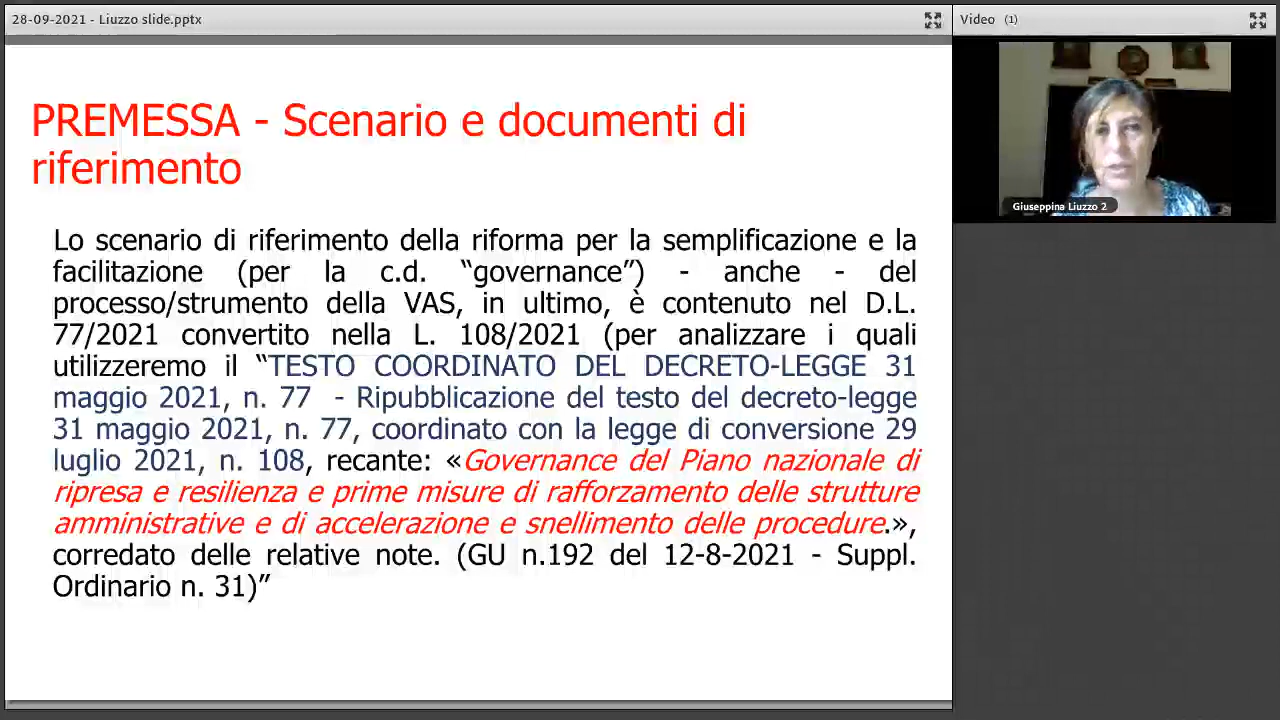 28-09-2021 - Liuzzo slide.pptx
Video (1)
PREMESSA - Scenario e documenti di
riferimento
Lo scenario di riferimento della riforma per la semplificazione e la
facilitazione (per la c.d. “governance”) - anche - del
processo/strumento della VAS, in ultimo, è contenuto nel D.L.
77/2021 convertito nella L. 108/2021 (per analizzare i quali
utilizzeremo il “TESTO COORDINATO DEL DECRETO-LEGGE 31
maggio 2021, n. 77 - Ripubblicazione del testo del decreto-legge
31 maggio 2021, n. 77, coordinato con la legge di conversione 29
luglio 2021, n. 108, recante: «Governance del Piano nazionale di
ripresa e resilienza e prime misure di rafforzamento delle strutture
amministrative e di accelerazione e snellimento delle procedure.»,
corredato delle relative note. (GU n.192 del 12-8-2021 - Suppl.
Ordinario n. 31)”
Giuseppina Liuzzo 2